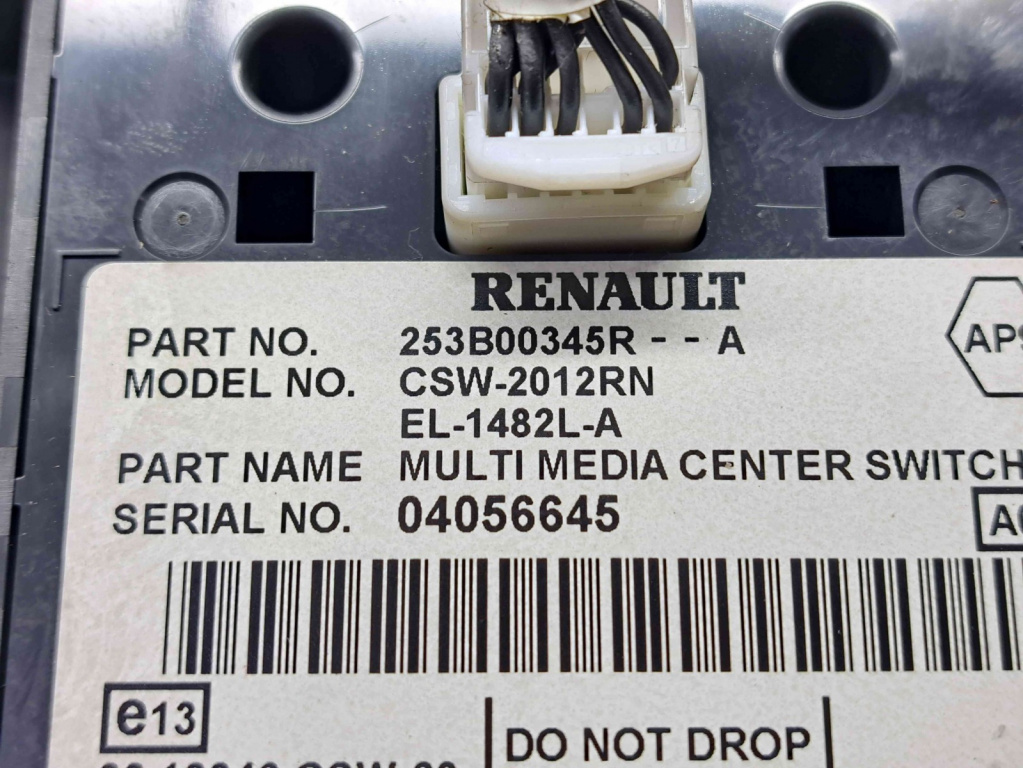 RENAULT
PART NO. 253B00345R - - A
MODEL NO. CSW-2012RN
EL-1482L-A
PART NAME MULTI MEDIA CENTER SWITCH
SERIAL NO. 04056645
e13
DO NOT DROP